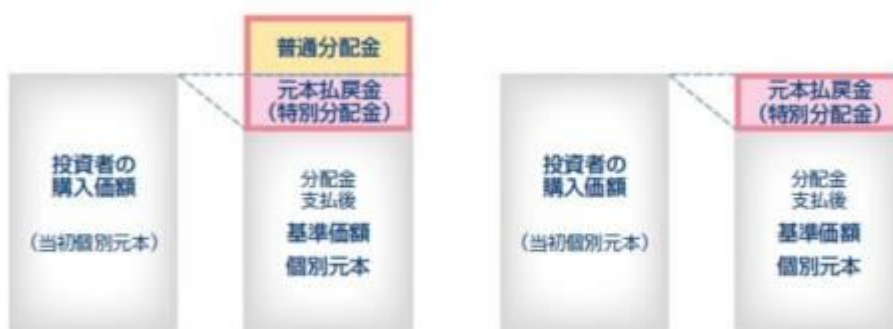 普通分配金
元本払戻金
(特別分配金)
投資者の
購入価額
(当初個別元本)
分配金
支払後
基準価額
個別元本
元本払戻金
(特別分配金)
投資者の
購入価額
(当初個別元本)
分配金
支払後
基準価額
個別元本